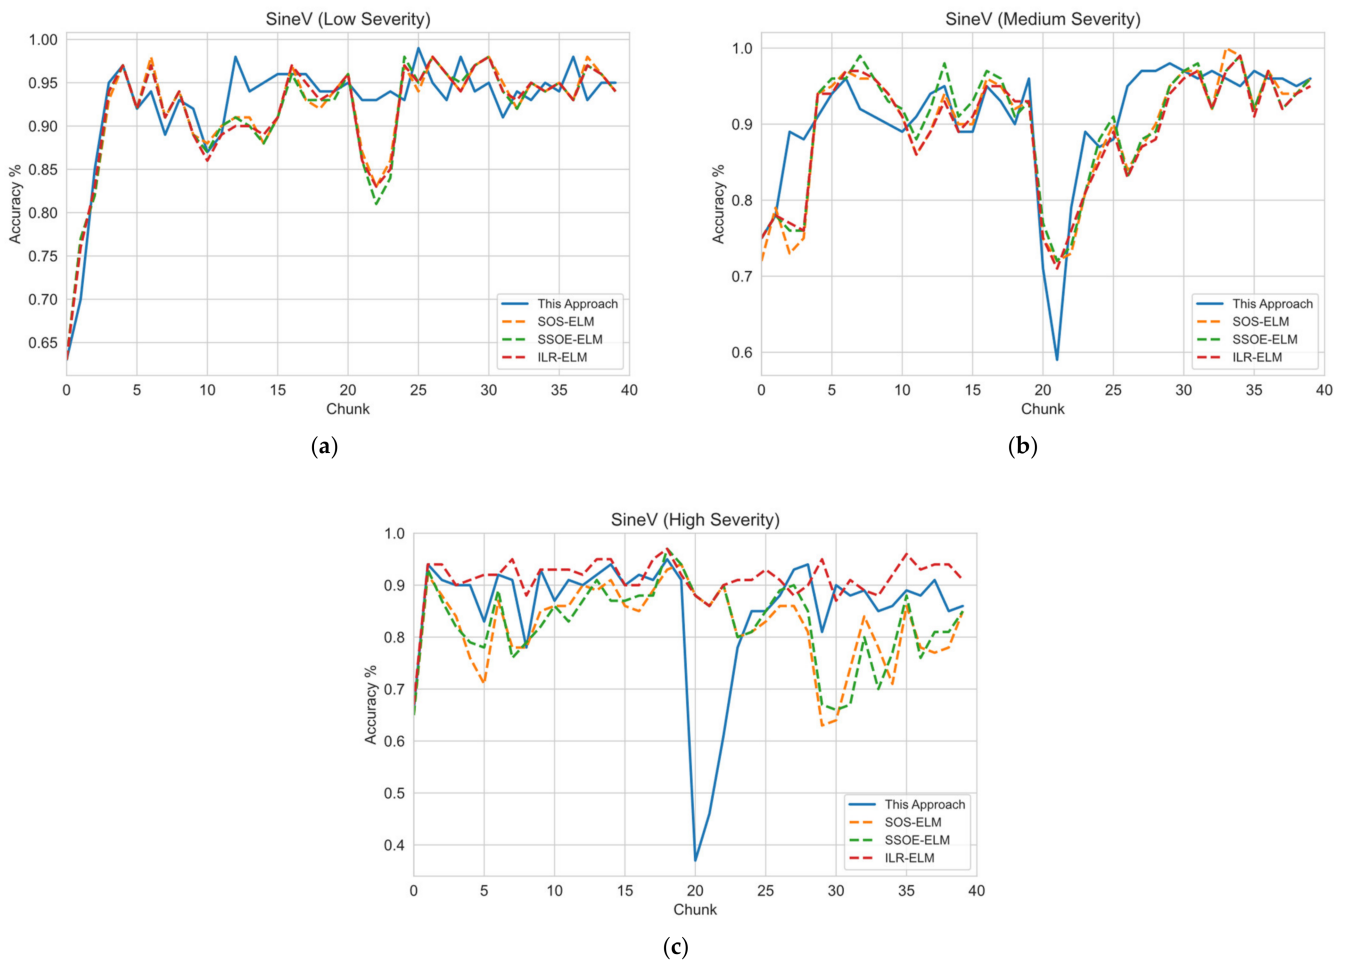 SineV (Low Severity)
1.00
0.95
0.90
0.85
0.80
0.75
0.70
0.65
Accuracy %
This Approach
SOS-ELM
SSOE-ELM
ILR-ELM
0 5 10 15 20 25 30 35 40
Chunk
(a)
SineV (Medium Severity)
1.0
0.9
0.8
0.7
0.6
Accuracy %
This Approach
SOS-ELM
SSOE-ELM
ILR-ELM
0 5 10 15 20 25 30 35 40
Chunk
(b)
SineV (High Severity)
1.0
0.9
0.8
0.7
0.6
0.5
0.4
Accuracy %
This Approach
SOS-ELM
SSOE-ELM
ILR-ELM
0 5 10 15 20 25 30 35 40
Chunk
(c)